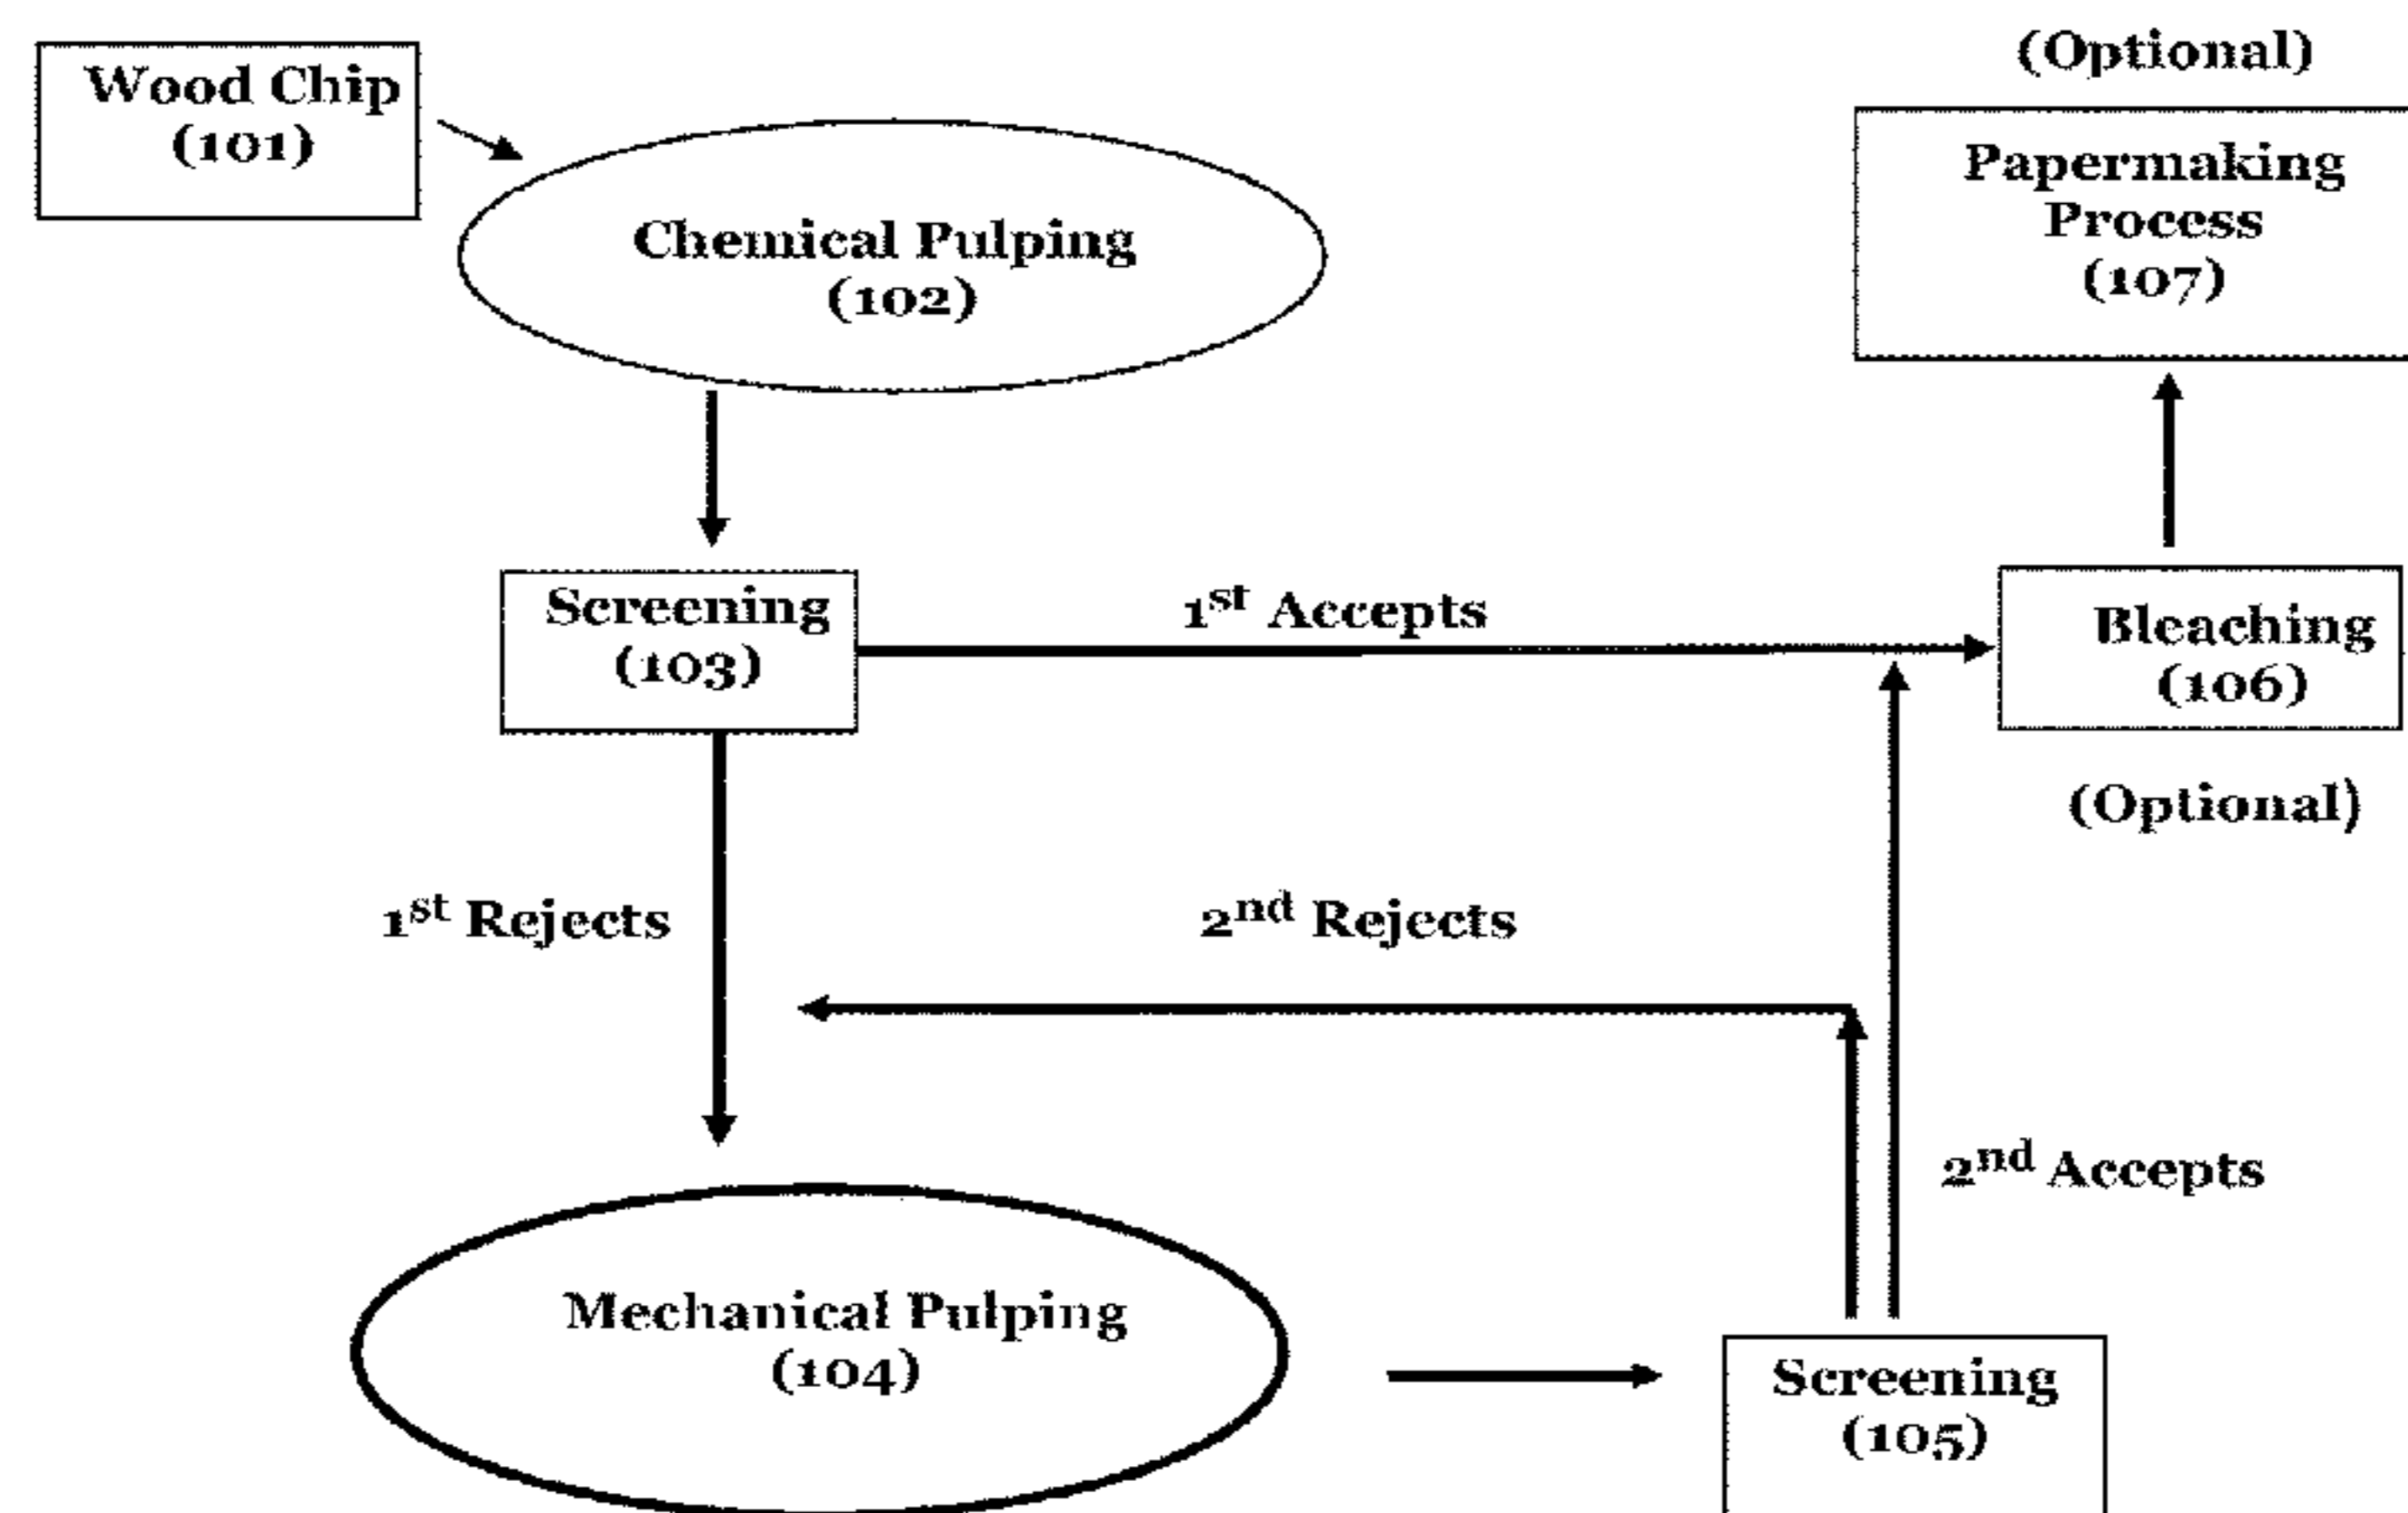 Wood Chip
(101)
(Optional)
Papermaking
Process
(107)
Chemical Pulping
(102)
Screening
(103)
1st Accepts
Bleaching
(106)
(Optional)
1st Rejects
2nd Rejects
2nd Accepts
Mechanical Pulping
(104)
Screening
(105)